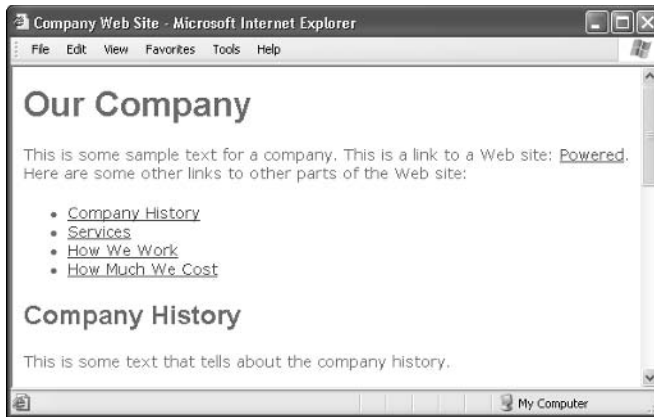 Company Web Site - Microsoft Internet Explorer
File Edit View Favorites Tools Help
Our Company
This is some sample text for a company. This is a link to a Web site: Powered.
Here are some other links to other parts of the Web site:
• Company History
• Services
• How We Work
• How Much We Cost
Company History
This is some text that tells about the company history.
My Computer